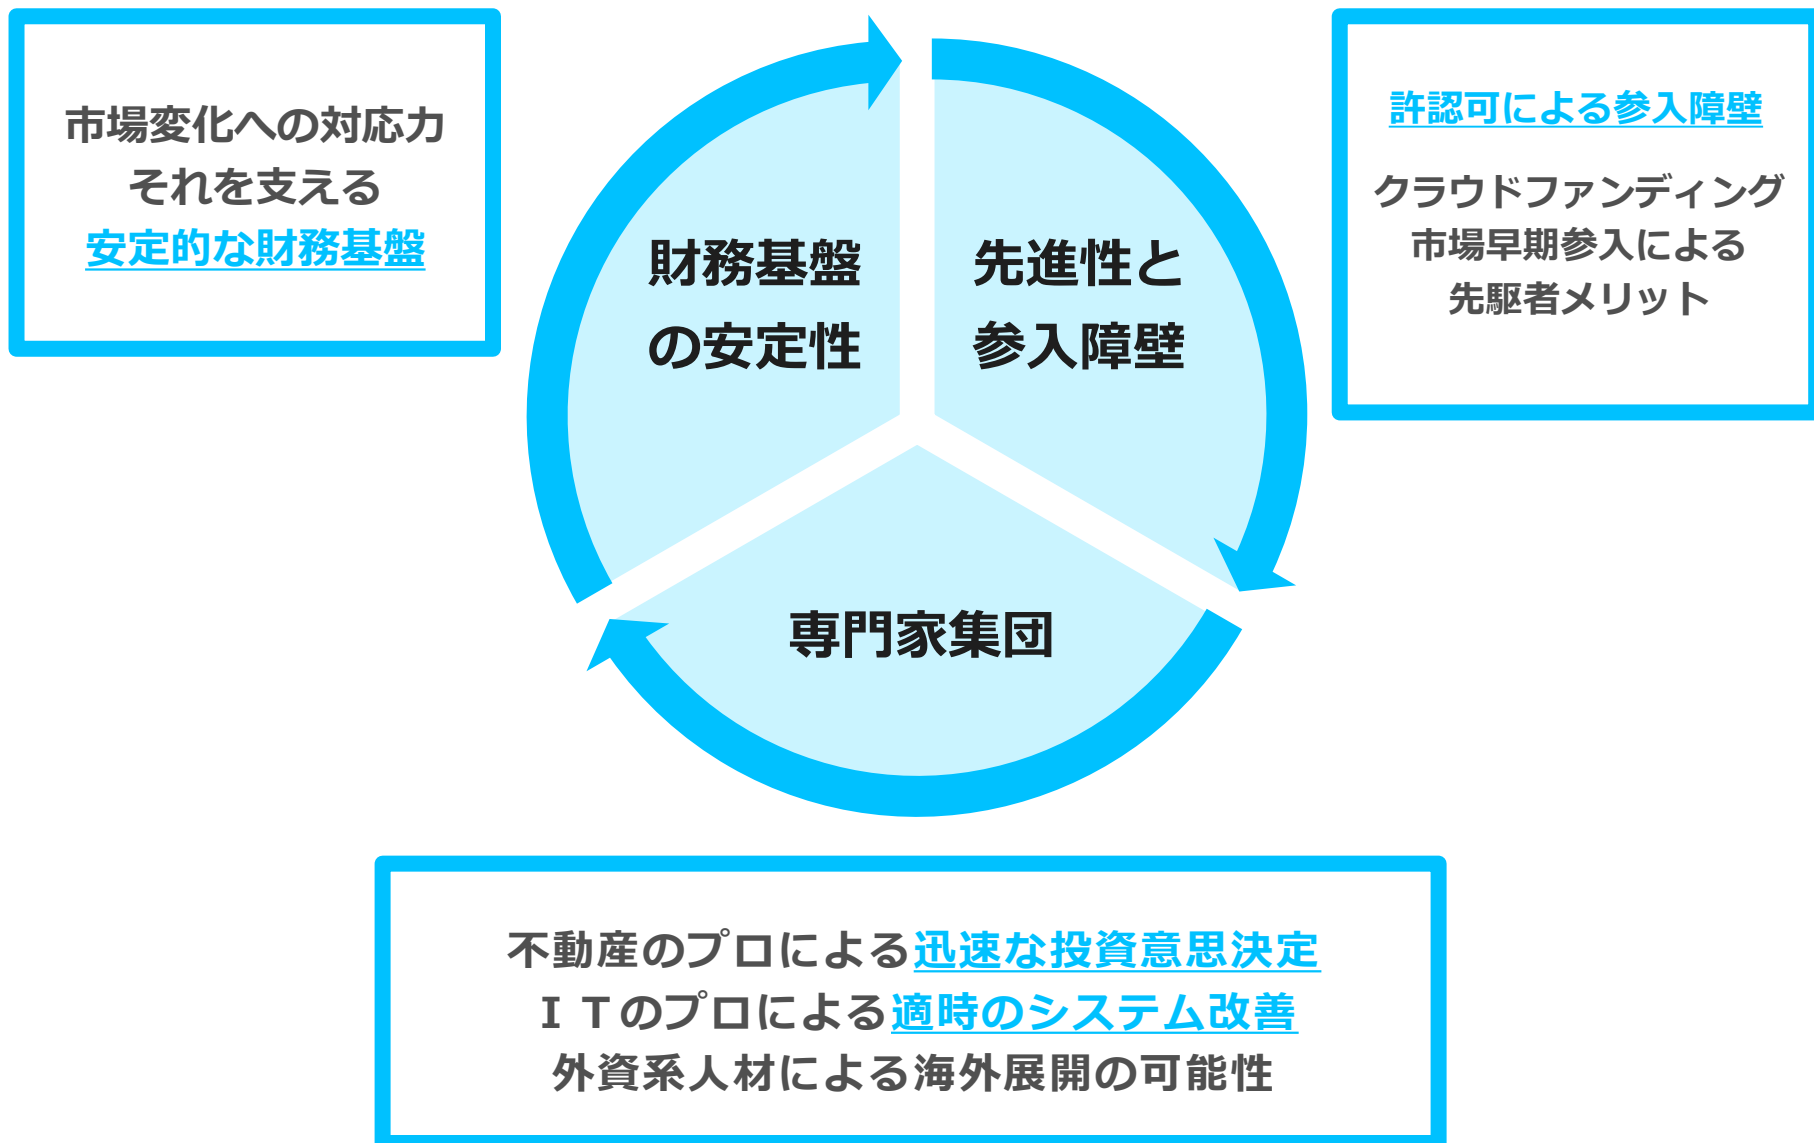 市場変化への対応力
それを支える
安定的な財務基盤
財務基盤
の安定性
先進性と
参入障壁
許認可による参入障壁
クラウドファンディング
市場早期参入による
先駆者メリット
専門家集団
不動産のプロによる迅速な投資意思決定
ＩＴのプロによる適時のシステム改善
外資系人材による海外展開の可能性